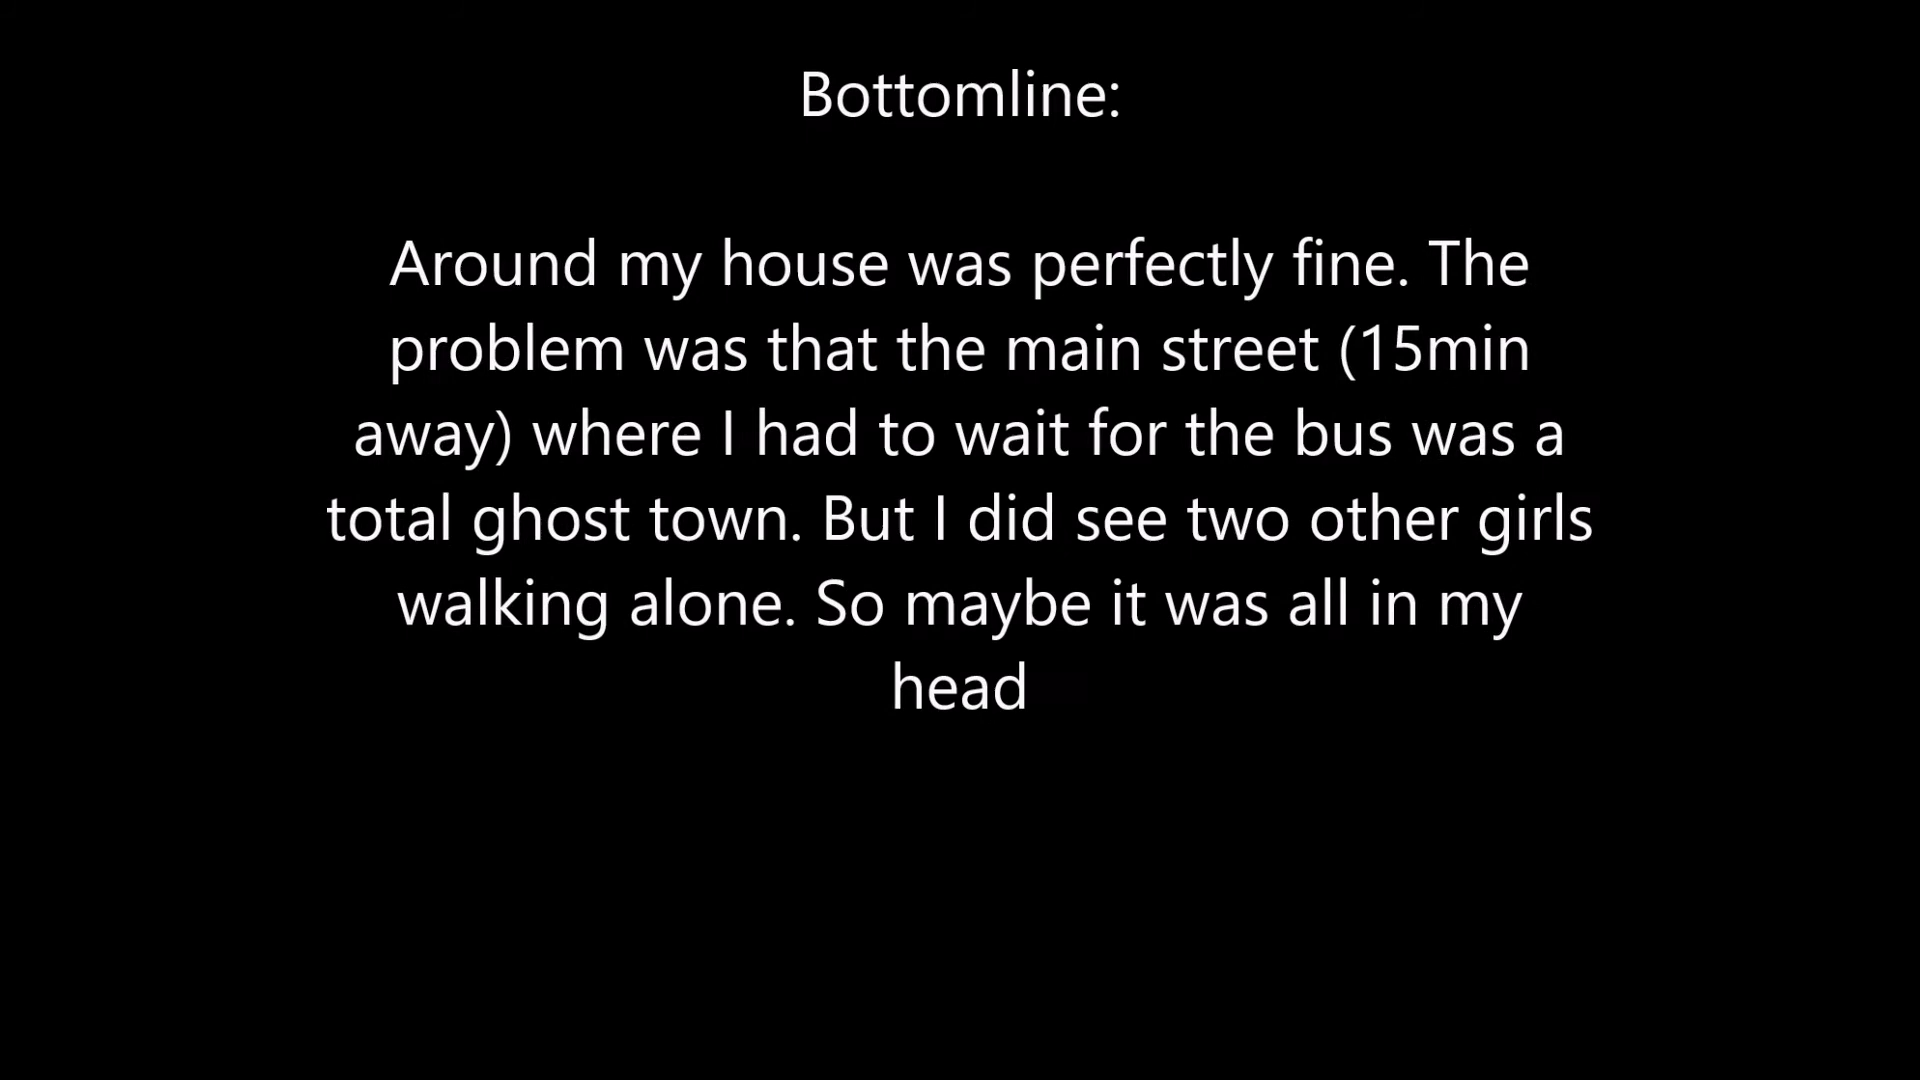 Bottomline:
Around my house was perfectly fine. The
problem was that the main street (15min
away) where I had to wait for the bus was a
total ghost town. But I did see two other girls
walking alone. So maybe it was all in my
head